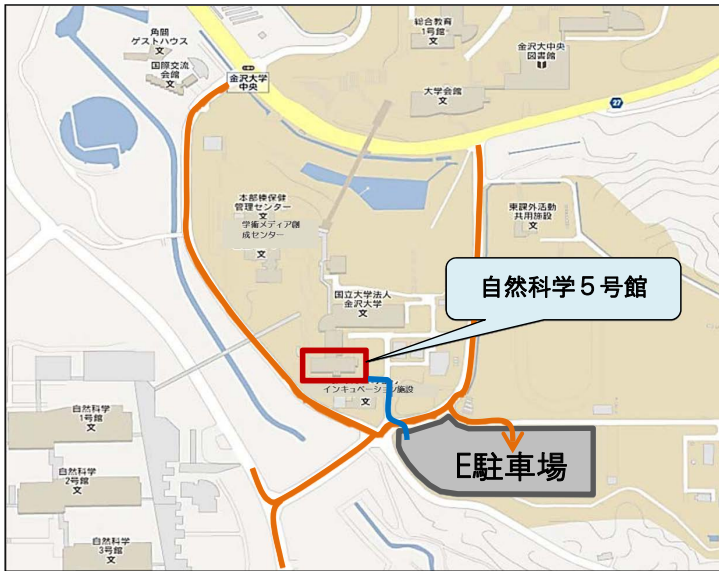 角間
ゲストハウス
文
国際交流
会館
文
金沢大学
中央
総合教育
1号館
文
金沢大中央
図書館
大学会館
文
27
本部棟保健
管理センター
文
学術メディア創
成センター
文
東課外活動
共用施設
文
国立大学法人
金沢大学
文
自然科学5号館
インキュベーション施設
文
自然科学
1号館
文
自然科学
2号館
文
自然科学
3号館
文
E駐車場